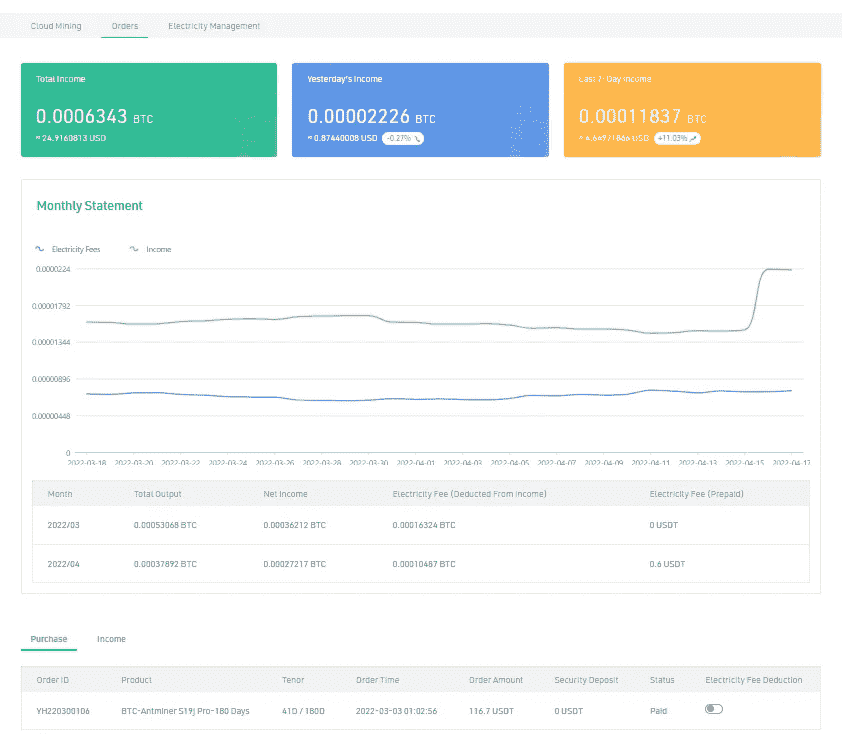 Cloud Mining Orders Electricity Management
Total Income
0.0006343 BTC
≈ 24.9160813 USD
Yesterday's Income
0.00002226 BTC
≈ 0.87440008 USD -0.27%
Last 7-Day Income
0.00011837 BTC
USD +11.03%
Monthly Statement
Electricity Fees Income
0.0000224
0.00001792
0.00001344
0.00000896
0.00000448
0
2022-03-18 2022-03-20 2022-03-22 2022-03-24 2022-03-26 2022-03-28 2022-03-30 2022-04-01 2022-04-03 2022-04-05 2022-04-07 2022-04-09 2022-04-11 2022-04-13 2022-04-15 2022-04-17
Month Total Output Net Income Electricity Fee (Deducted From Income) Electricity Fee (Prepaid)
2022/03 0.00053068 BTC 0.00036212 BTC 0.00016324 BTC 0 USDT
2022/04 0.00037892 BTC 0.00027217 BTC 0.00010487 BTC 0.6 USDT
Purchase Income
Order ID Product Tenor Order Time Order Amount Security Deposit Status Electricity Fee Deduction
YH220300106 BTC-Antminer S19j Pro-180 Days 41D / 180D 2022-03-03 01:02:56 116.7 USDT 0 USDT Paid